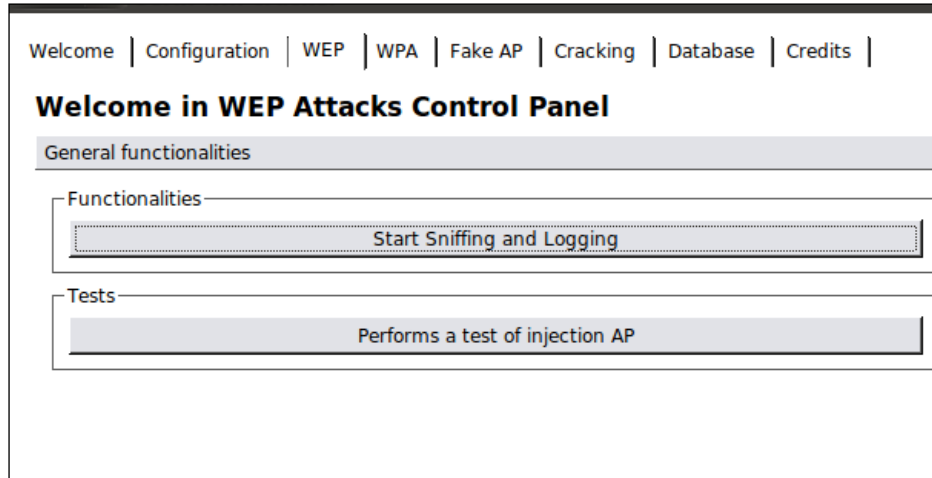 Welcome Configuration WEP WPA Fake AP Cracking Database Credits
Welcome in WEP Attacks Control Panel
General functionalities
Functionalities
Start Sniffing and Logging
Tests
Performs a test of injection AP